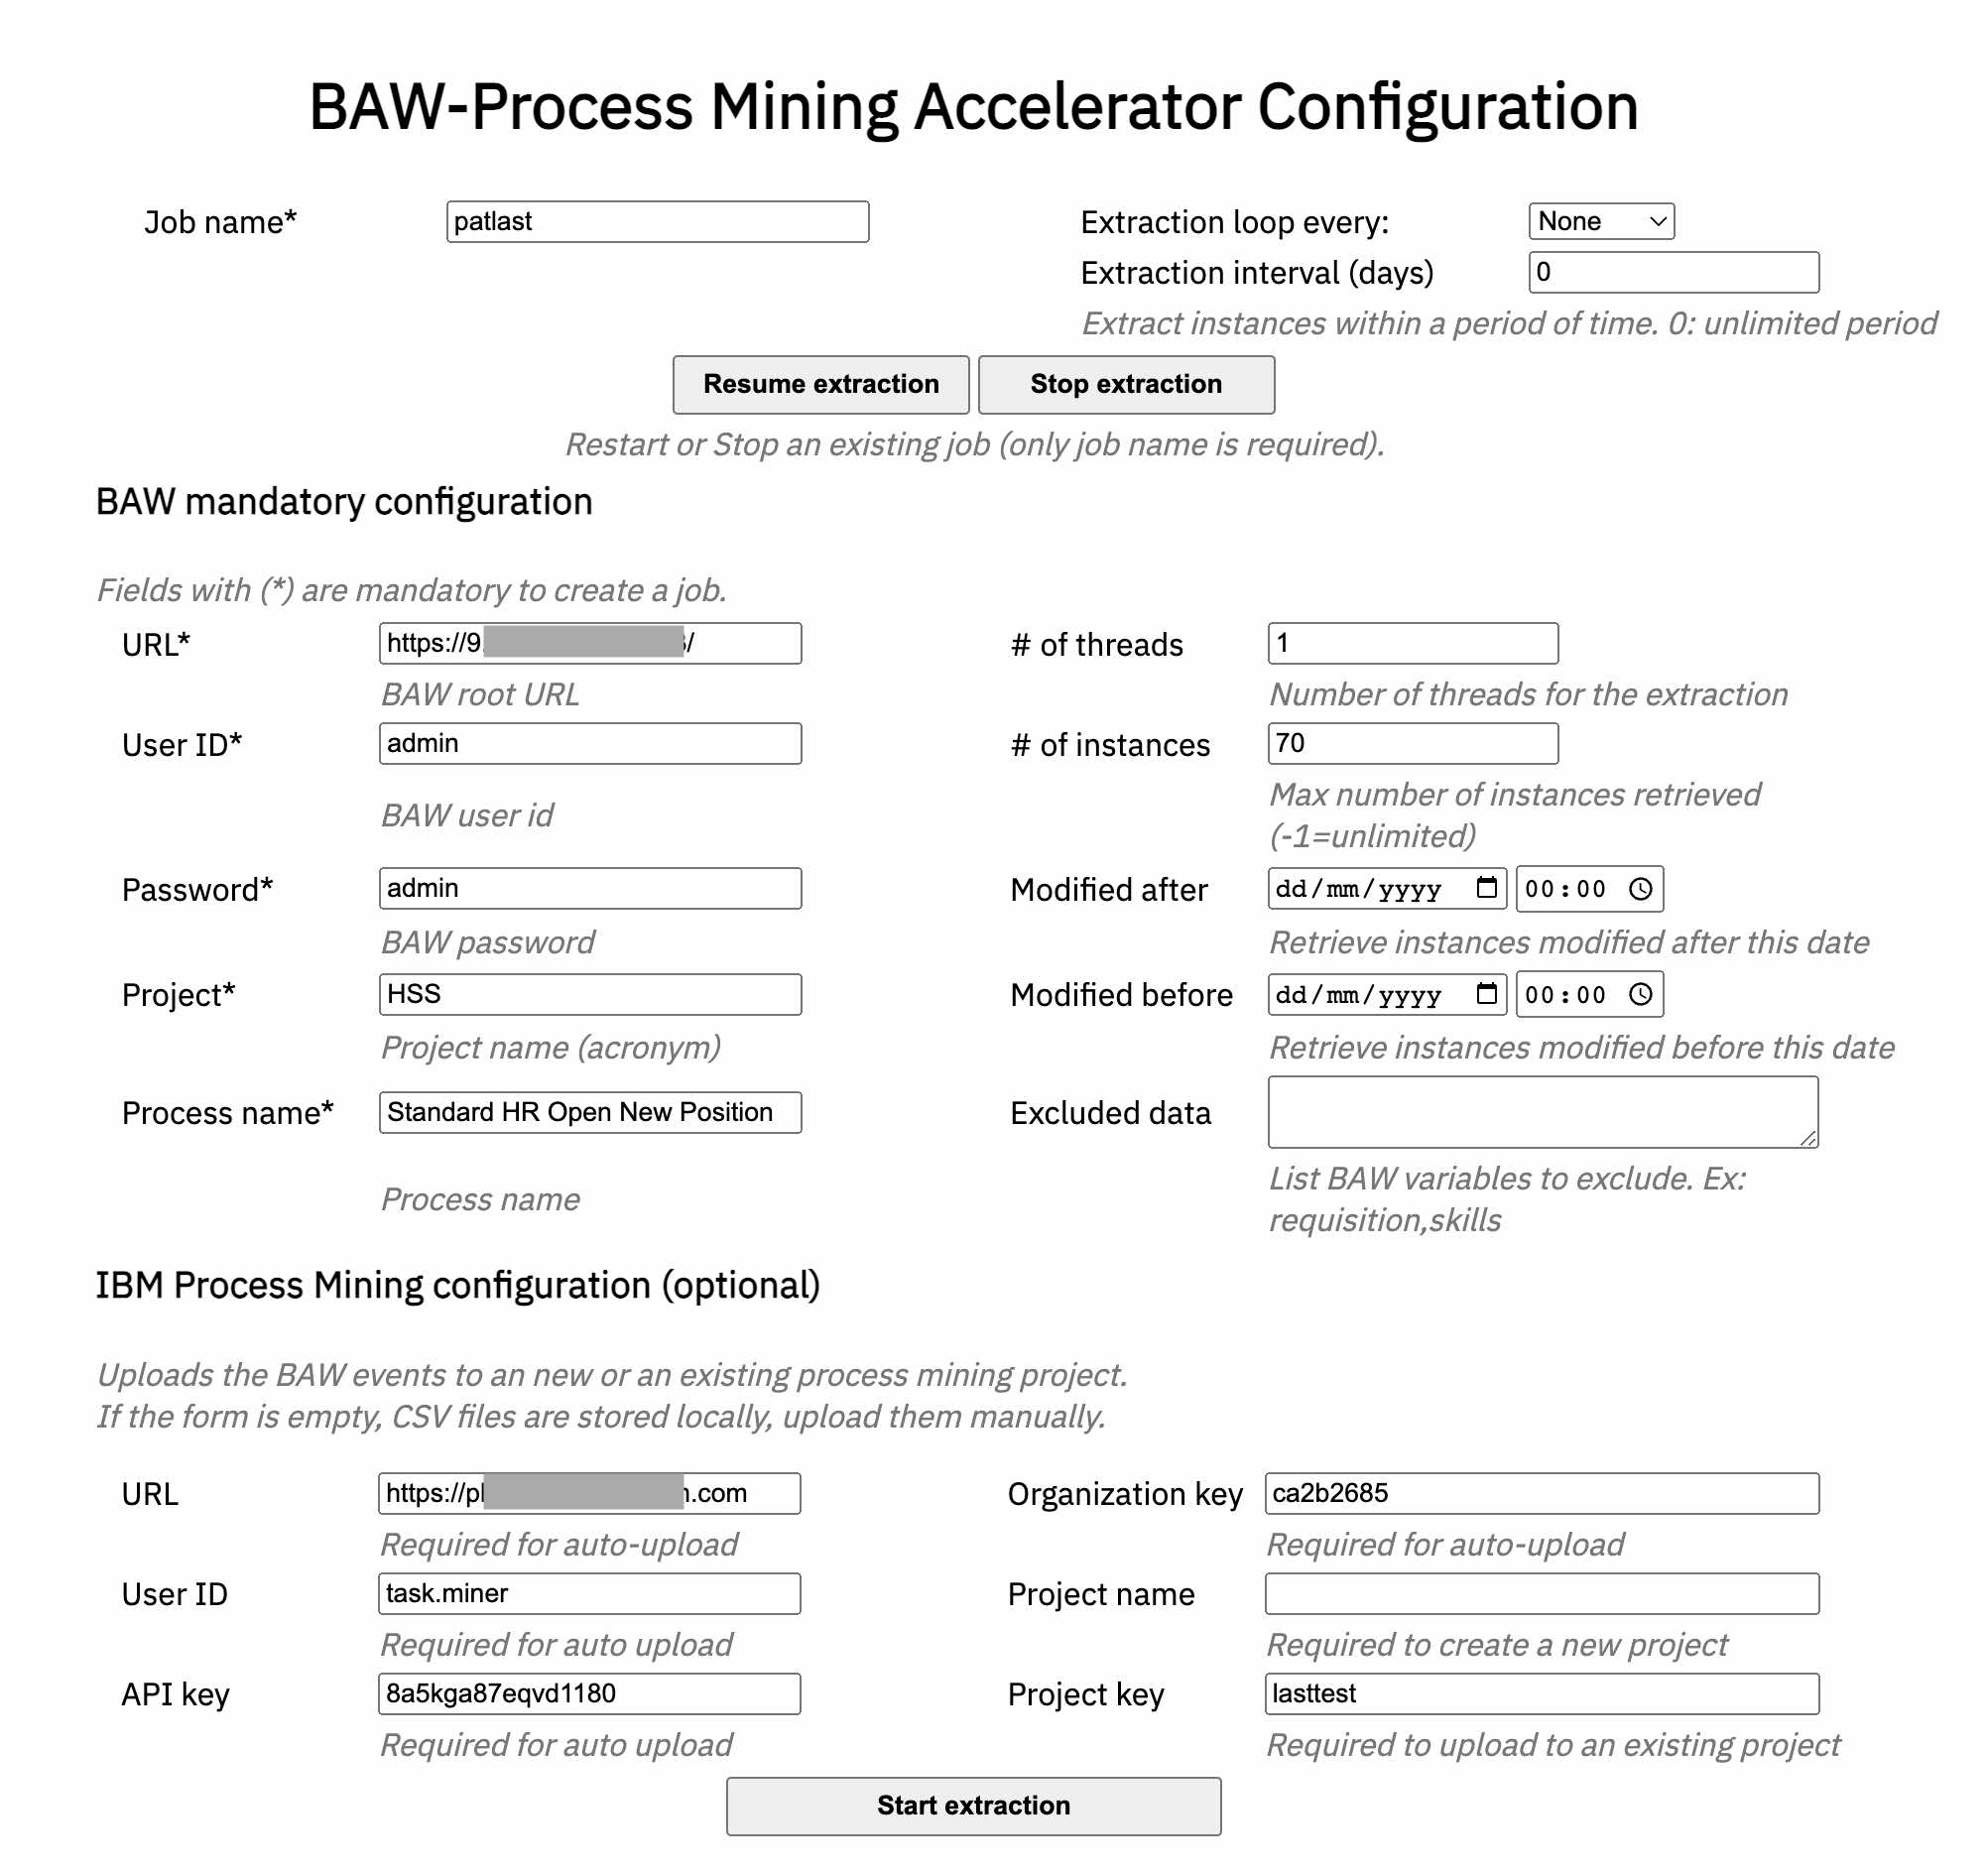 BAW-Process Mining Accelerator Configuration
Job name* patlast Extraction loop every: None
Extraction interval (days) 0
Extract instances within a period of time. 0: unlimited period
Resume extraction Stop extraction
Restart or Stop an existing job (only job name is required).
BAW mandatory configuration
Fields with (*) are mandatory to create a job.
URL* https://9 / # of threads 1
BAW root URL Number of threads for the extraction
User ID* admin # of instances 70
BAW user id Max number of instances retrieved
(-1=unlimited)
Password* admin Modified after dd/mm/yyyy 00:00
BAW password Retrieve instances modified after this date
Project* HSS Modified before dd/mm/yyyy 00:00
Project name (acronym) Retrieve instances modified before this date
Process name* Standard HR Open New Position Excluded data
Process name List BAW variables to exclude. Ex:
requisition,skills
IBM Process Mining configuration (optional)
Uploads the BAW events to an new or an existing process mining project.
If the form is empty, CSV files are stored locally, upload them manually.
URL https://pl .com Organization key ca2b2685
Required for auto-upload Required for auto-upload
User ID task.miner Project name
Required for auto upload Required to create a new project
API key 8a5kga87eqvd1180 Project key lasttest
Required for auto upload Required to upload to an existing project
Start extraction